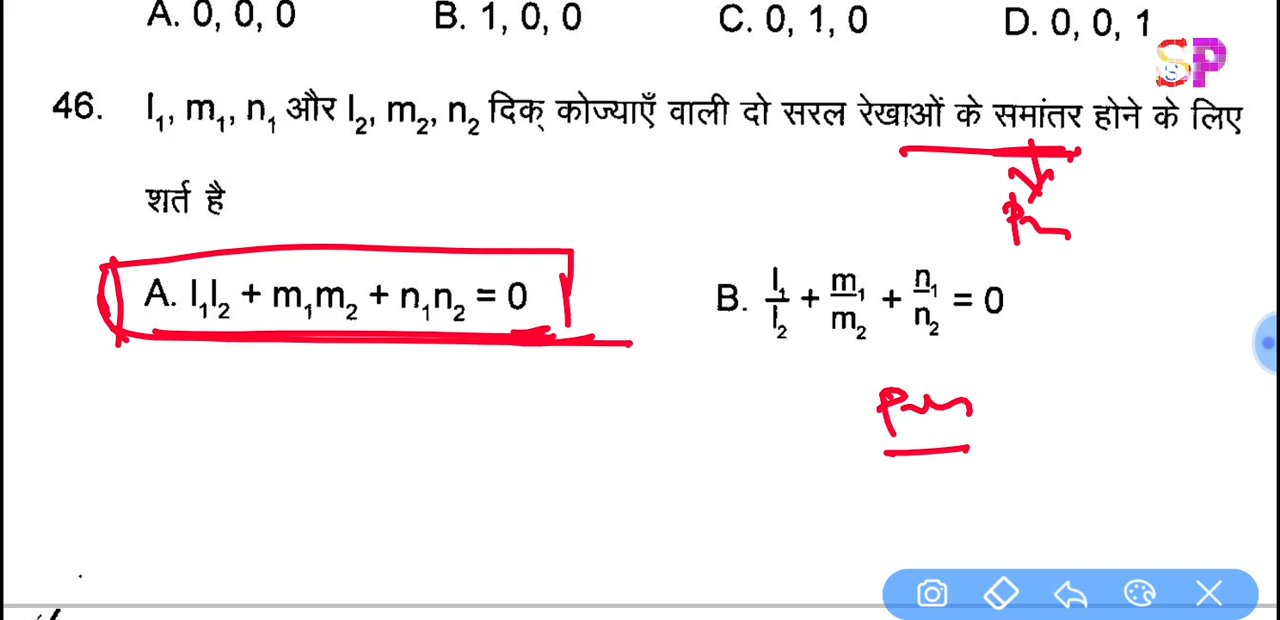 A. 0, 0, 0 B. 1, 0, 0 C. 0, 1, 0 D. 0, 0, 1
SP
S
46. l₁, m₁, n₁ और l₂, m₂, n₂ दिक् कोज्याएँ वाली दो सरल रेखाओं के समांतर होने के लिए
शर्त है
A. l₁l₂ + m₁m₂ + n₁n₂ = 0 B. l₁/l₂ + m₁/m₂ + n₁/n₂ = 0